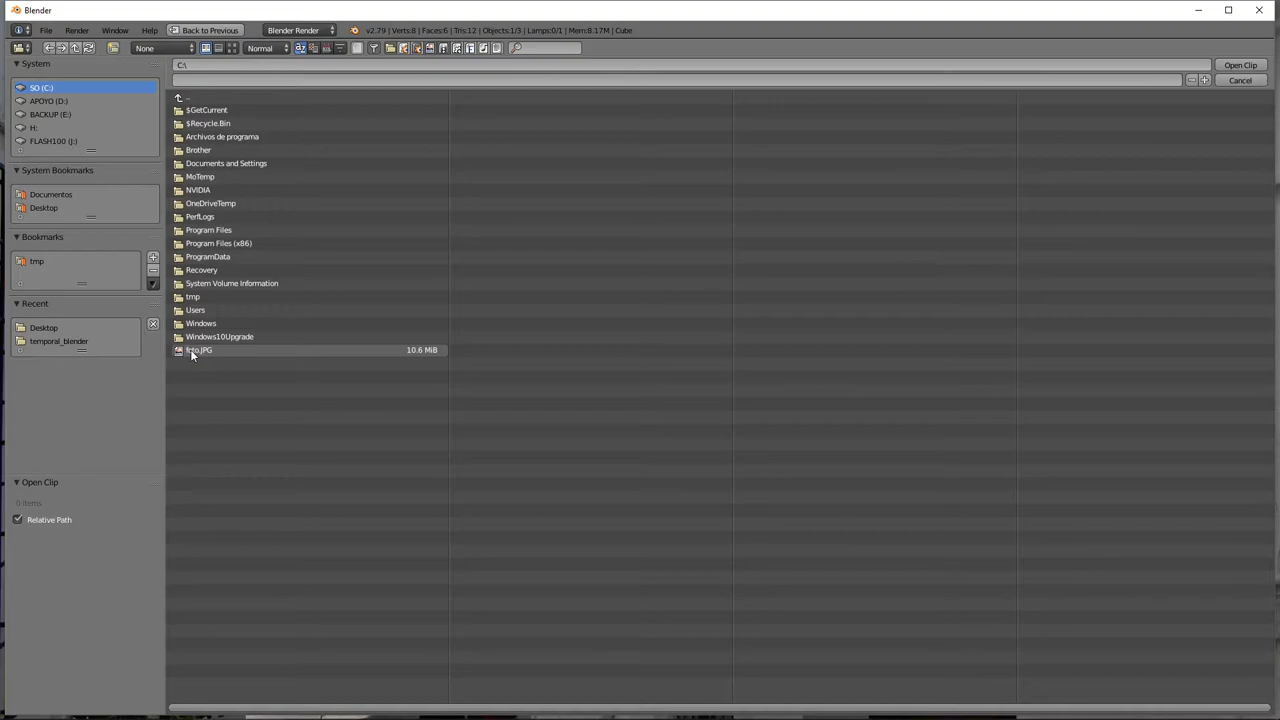 Blender
File Render Window Help Back to Previous Blender Render v2.79 | Verts:8 | Faces:6 | Tris:12 | Objects:1/3 | Lamps:0/1 | Mem:8.17M | Cube
None Normal
System
C:\ Open Clip
Cancel
SO (C:)
APOYO (D:)
BACKUP (E:)
H:
FLASH100 (J:)
System Bookmarks
Documentos
Desktop
Bookmarks
tmp
Recent
Desktop
temporal_blender
Open Clip
0 items
Relative Path
..
$GetCurrent
$Recycle.Bin
Archivos de programa
Brother
Documents and Settings
MoTemp
NVIDIA
OneDriveTemp
PerfLogs
Program Files
Program Files (x86)
ProgramData
Recovery
System Volume Information
tmp
Users
Windows
Windows10Upgrade
foto.JPG 10.6 MiB